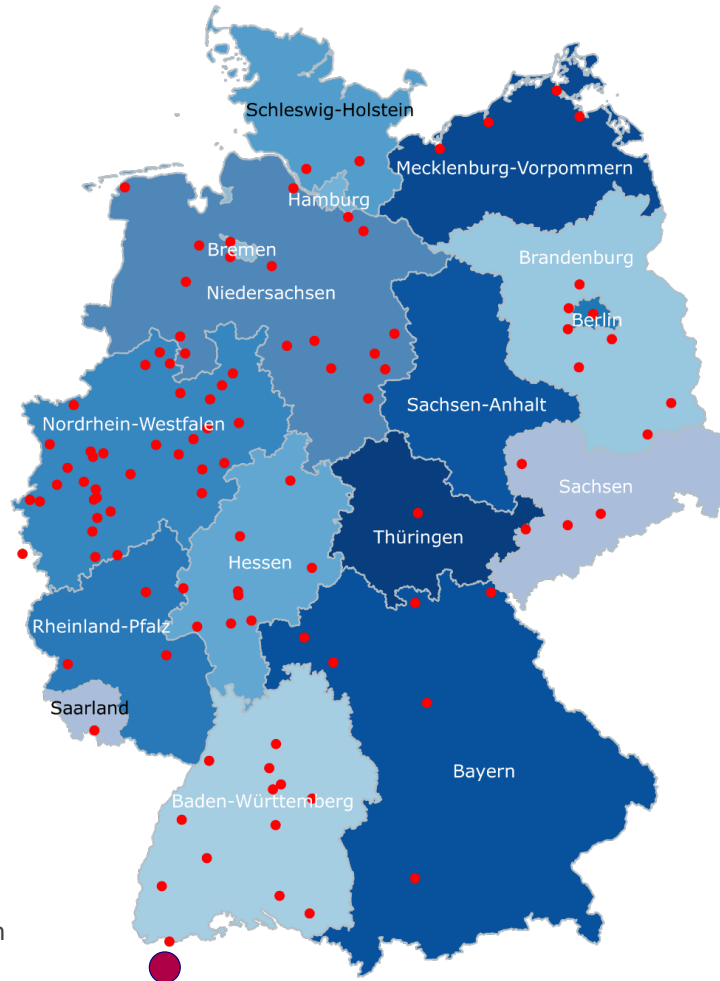 Schleswig-Holstein
Mecklenburg-Vorpommern
Hamburg
Bremen
Brandenburg
Niedersachsen
Berlin
Sachsen-Anhalt
Nordrhein-Westfalen
Sachsen
Thüringen
Hessen
Rheinland-Pfalz
Saarland
Bayern
Baden-Württemberg
n